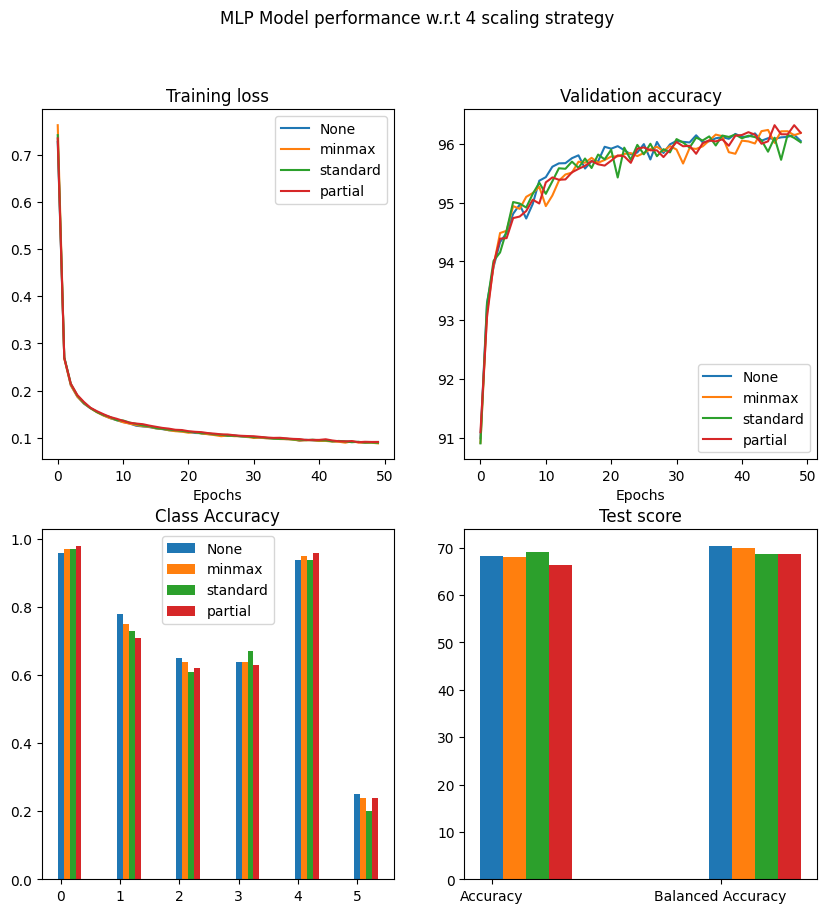 MLP Model performance w.r.t 4 scaling strategy
Training loss
None
minmax
standard
partial
0.7
0.6
0.5
0.4
0.3
0.2
0.1
0 10 20 30 40 50
Epochs
Validation accuracy
96
95
94
93
92
91
None
minmax
standard
partial
0 10 20 30 40 50
Epochs
Class Accuracy
None
minmax
standard
partial
1.0
0.8
0.6
0.4
0.2
0.0
0 1 2 3 4 5
Test score
70
60
50
40
30
20
10
0
Accuracy Balanced Accuracy